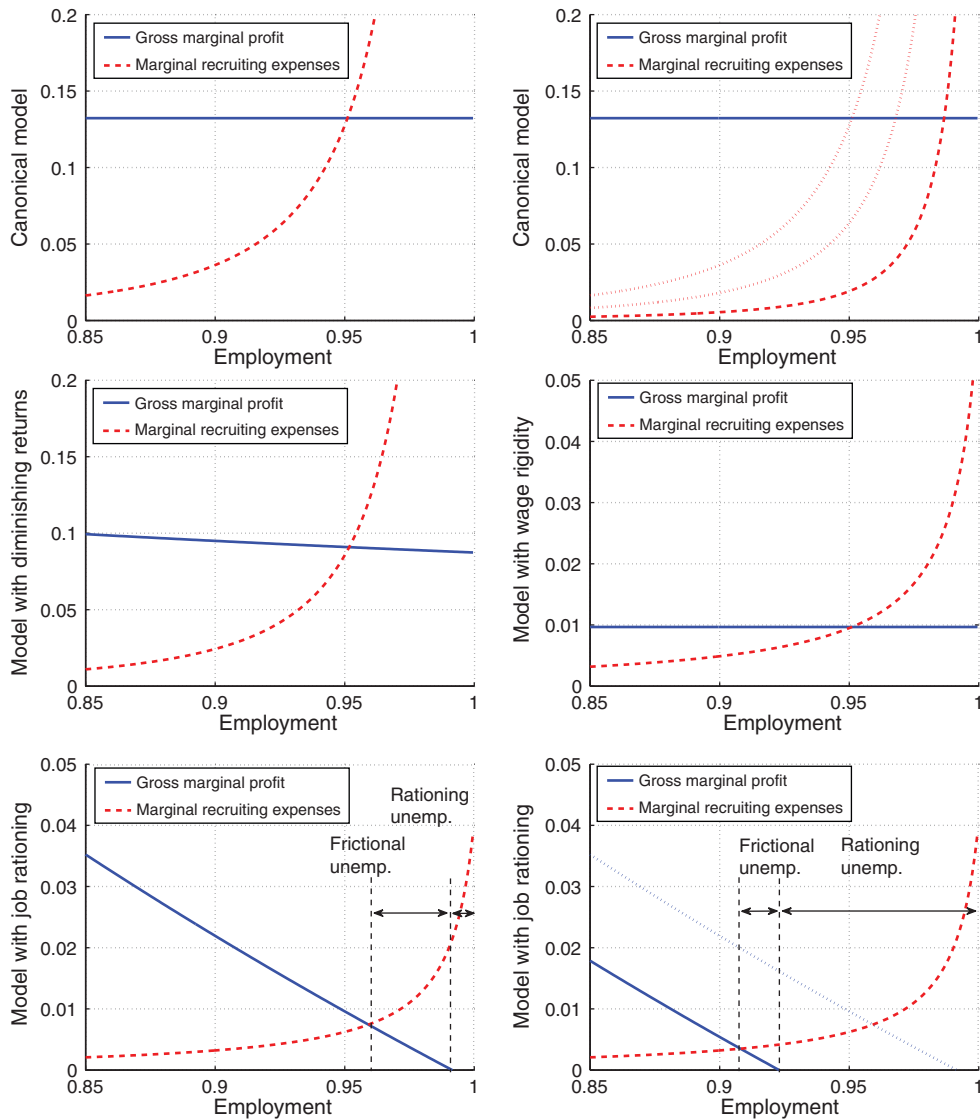 Canonical model
0.2
0.15
0.1
0.05
0
Gross marginal profit
Marginal recruiting expenses
0.85
0.9
0.95
1
Employment
Canonical model
0.2
0.15
0.1
0.05
0
Gross marginal profit
Marginal recruiting expenses
0.85
0.9
0.95
1
Employment
Model with diminishing returns
0.2
0.15
0.1
0.05
0
Gross marginal profit
Marginal recruiting expenses
0.85
0.9
0.95
1
Employment
Model with wage rigidity
0.05
0.04
0.03
0.02
0.01
0
Gross marginal profit
Marginal recruiting expenses
0.85
0.9
0.95
1
Employment
Model with job rationing
0.05
0.04
0.03
0.02
0.01
0
Gross marginal profit
Marginal recruiting expenses
Rationing
unemp.
Frictional
unemp.
0.85
0.9
0.95
1
Employment
Model with job rationing
0.05
0.04
0.03
0.02
0.01
0
Gross marginal profit
Marginal recruiting expenses
Frictional
unemp.
Rationing
unemp.
0.85
0.9
0.95
1
Employment